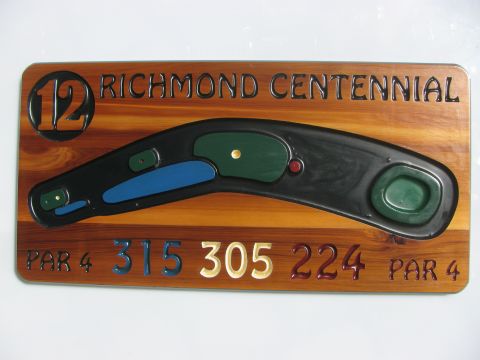 12 RICHMOND CENTENNIAL
PAR 4 315 305 224 PAR 4